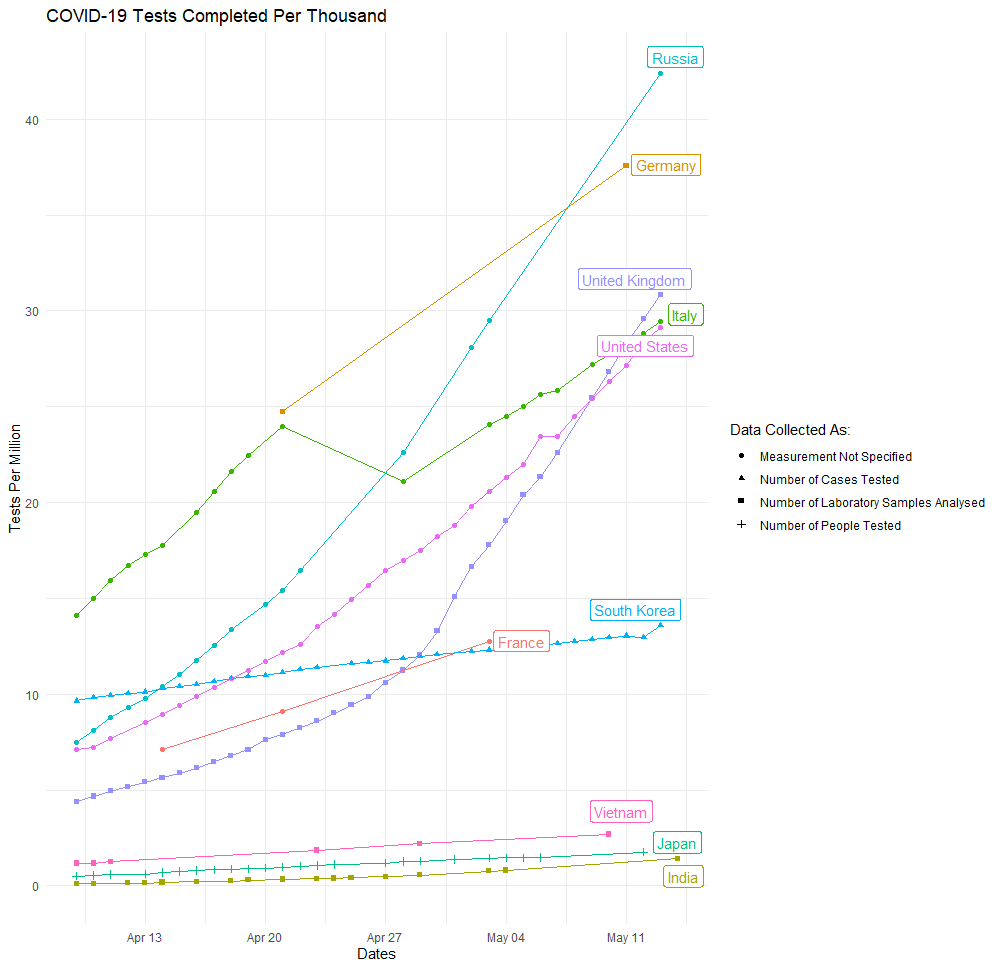 COVID-19 Tests Completed Per Thousand
Russia
40
Germany
United Kingdom
30
Italy
United States
Tests Per Million
Data Collected As:
Measurement Not Specified
Number of Cases Tested
20
Number of Laboratory Samples Analysed
Number of People Tested
South Korea
France
10
Vietnam
Japan
India
0
Apr 13
Apr 20
Apr 27
May 04
May 11
Dates